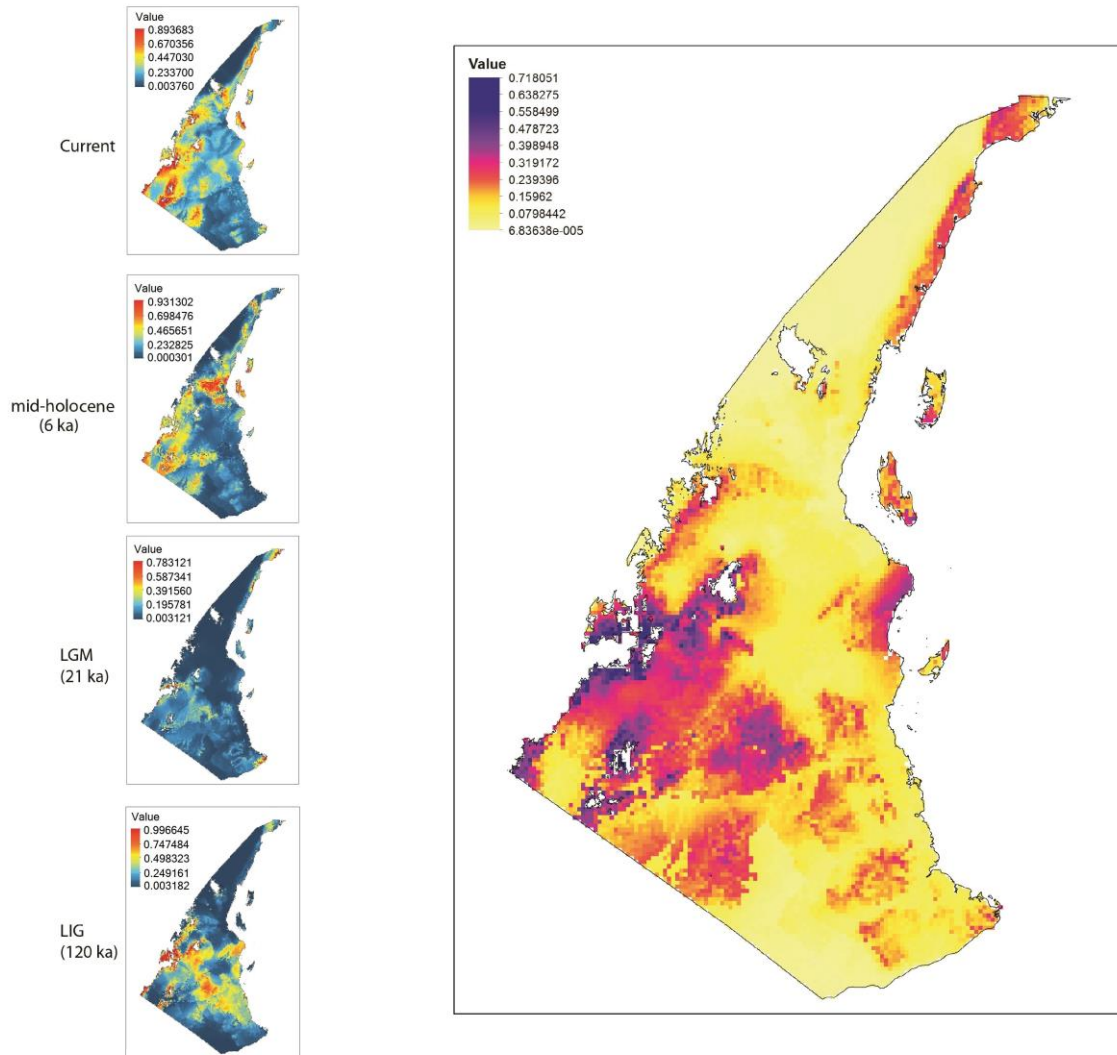 Value
0.893683
0.670356
0.447030
0.233700
0.003760
Current
Value
0.931302
0.698476
0.465651
0.232825
0.000301
mid-holocene
(6 ka)
Value
0.783121
0.587341
0.391560
0.195781
0.003121
LGM
(21 ka)
Value
0.996645
0.747484
0.498323
0.249161
0.003182
LIG
(120 ka)
Value
0.718051
0.638275
0.558499
0.478723
0.398948
0.319172
0.239396
0.15962
0.0798442
6.83638e-005